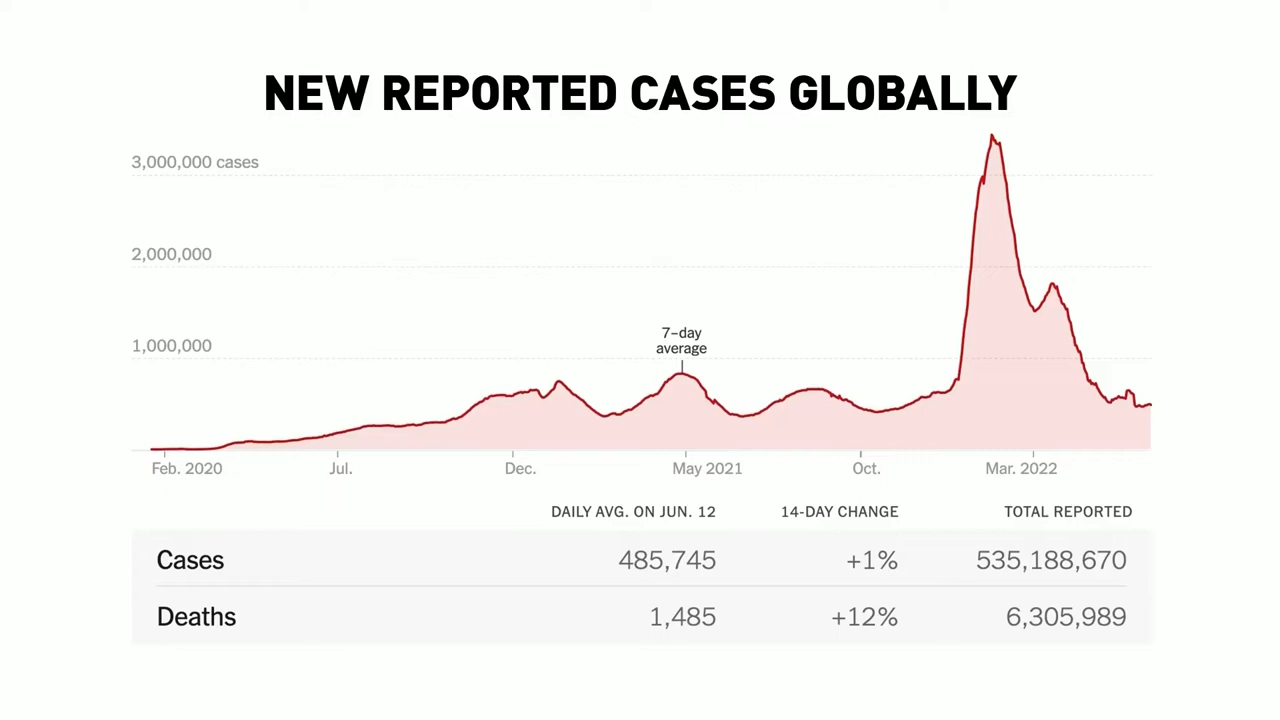 NEW REPORTED CASES GLOBALLY
3,000,000 cases
2,000,000
1,000,000
7–day
average
Feb. 2020 Jul. Dec. May 2021 Oct. Mar. 2022
DAILY AVG. ON JUN. 12 14-DAY CHANGE TOTAL REPORTED
Cases 485,745 +1% 535,188,670
Deaths 1,485 +12% 6,305,989